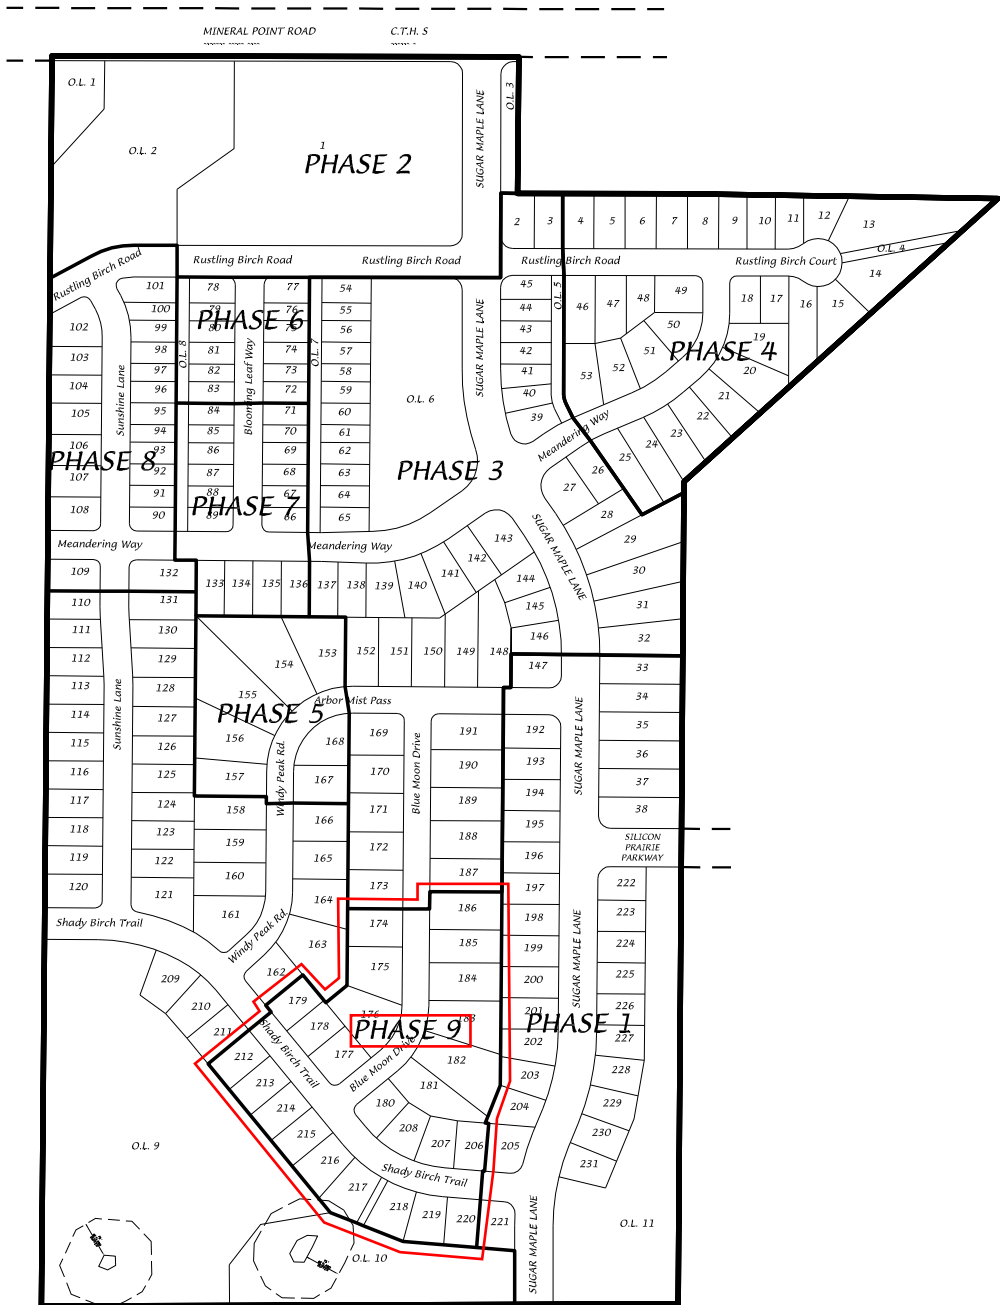 MINERAL POINT ROAD C.T.H. S
O.L. 1
O.L. 2
1
PHASE 2
SUGAR MAPLE LANE
O.L. 3
2 3 4 5 6 7 8 9 10 11 12 13
O.L. 4
14
Rustling Birch Road
Rustling Birch Road
Rustling Birch Road
Rustling Birch Road
Rustling Birch Court
15 16 17 18 19 20 21 22 23 24 25 26 27 28
PHASE 4
O.L. 5
45 44 43 42 41 40 39
46 47 48 49 50 51 52 53
Meandering Way
101 100 99 98 97 96 95 94 93 92 91 90
102 103 104 105 106 107 108
Sunshine Lane
PHASE 8
O.L. 8
78 79 80 81 82 83
77 76 75 74 73 72
PHASE 6
Blooming Leaf Way
84 85 86 87 88 89
71 70 69 68 67 66
PHASE 7
O.L. 7
54 55 56 57 58 59 60 61 62 63 64 65
O.L. 6
SUGAR MAPLE LANE
PHASE 3
Meandering Way
Meandering Way
SUGAR MAPLE LANE
29 30 31 32
109 132
110 111 112 113 114 115 116 117 118 119 120
131 130 129 128 127 126 125 124 123 122 121
Sunshine Lane
133 134 135 136 137 138 139 140 141 142 143 144 145 146 147
153 152 151 150 149 148
154 155 156 157
PHASE 5
Arbor Mist Pass
168 167
Windy Peak Rd.
158 159 160 161
166 165 164 163 162
Windy Peak Rd.
169 170 171 172 173
Blue Moon Drive
191 190 189 188 187
192 193 194 195 196 197 198 199 200 201 202 203 204 205
SUGAR MAPLE LANE
33 34 35 36 37 38
SILICON
PRAIRIE
PARKWAY
222 223 224 225 226 227 228 229 230 231
SUGAR MAPLE LANE
PHASE 1
Shady Birch Trail
209 210 211
174 175 176
186 185 184 183 182 181 180
PHASE 9
179 178 177
Blue Moon Drive
Shady Birch Trail
212 213 214 215 216 217 218 219 220 221
208 207 206
Shady Birch Trail
O.L. 9
O.L. 10
O.L. 11
SUGAR MAPLE LANE